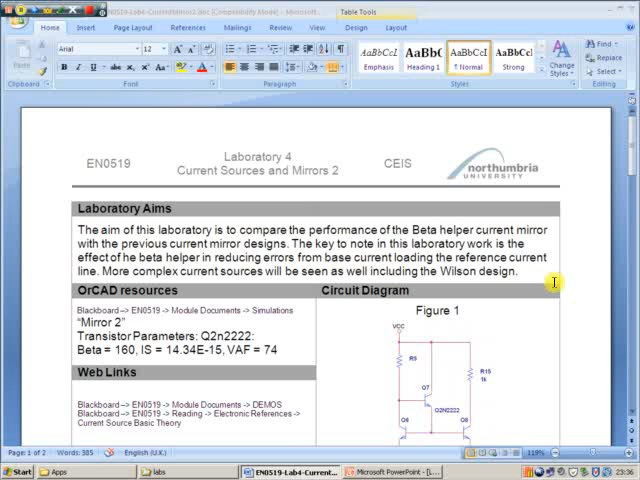 EN0519-Lab4-CurrentMirror2.doc [Compatibility Mode] - Microsoft...
Table Tools
Home Insert Page Layout References Mailings Review View Design Layout
Paste
Arial 12
AaBbCcL AaBbC AaBbCcI AaBbCcI
Emphasis Heading 1 ¶ Normal Strong
Change Styles
Find
Replace
Select
Clipboard Font Paragraph Styles Editing
EN0519
Laboratory 4
Current Sources and Mirrors 2
CEIS
northumbria
UNIVERSITY
Laboratory Aims
The aim of this laboratory is to compare the performance of the Beta helper current mirror
with the previous current mirror designs. The key to note in this laboratory work is the
effect of he beta helper in reducing errors from base current loading the reference current
line. More complex current sources will be seen as well including the Wilson design.
OrCAD resources
Blackboard --> EN0519 -> Module Documents -> Simulations
“Mirror 2”
Transistor Parameters: Q2n2222:
Beta = 160, IS = 14.34E-15, VAF = 74
Web Links
Blackboard --> EN0519 -> Module Documents -> DEMOS
Blackboard --> EN0519 -> Reading -> Electronic References ->
Current Source Basic Theory
Circuit Diagram
Figure 1
VCC
R5
R15
1k
Q7
Q2N2222
Q6
Q8
Page: 1 of 2 Words: 385 English (U.K.) 119%
Start Apps labs EN0519-Lab4-Current... Microsoft PowerPoint - [L... 23:36